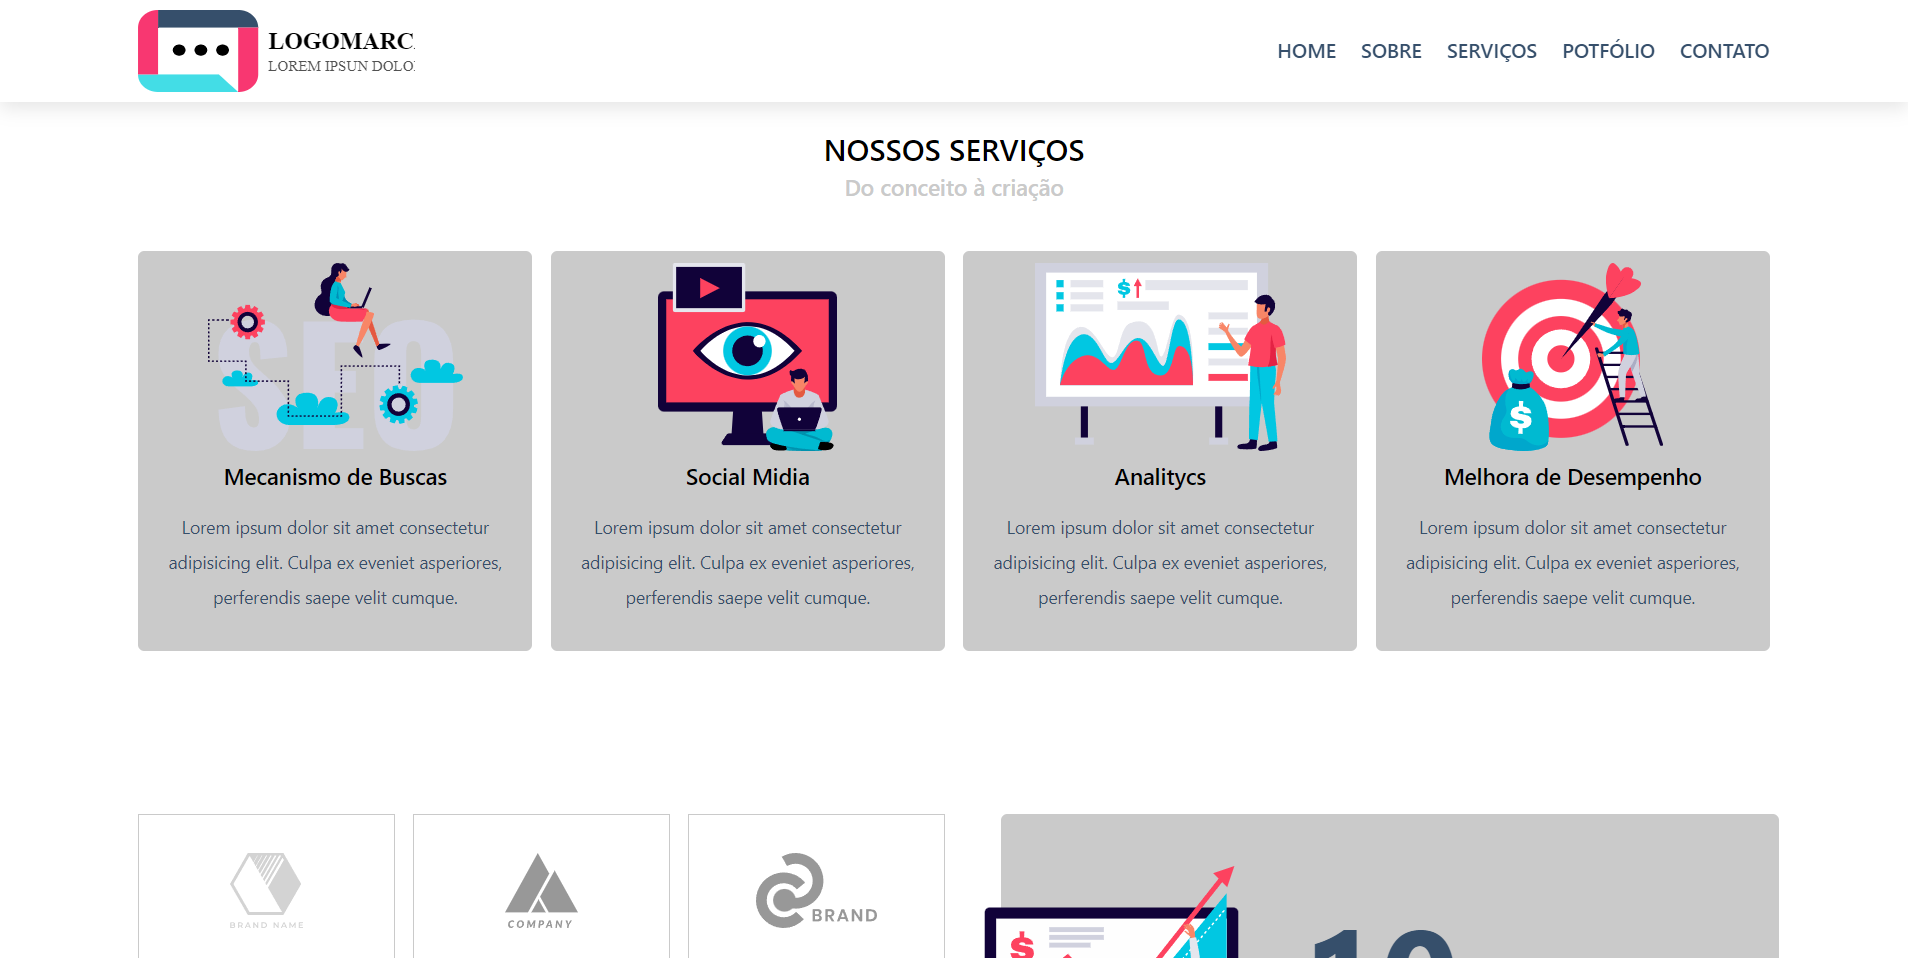 LOGOMARC
LOREM IPSUN DOLO
HOME SOBRE SERVIÇOS POTFÓLIO CONTATO
NOSSOS SERVIÇOS
Do conceito à criação
SEO
$
$
Mecanismo de Buscas
Lorem ipsum dolor sit amet consectetur
adipisicing elit. Culpa ex eveniet asperiores,
perferendis saepe velit cumque.
Social Midia
Lorem ipsum dolor sit amet consectetur
adipisicing elit. Culpa ex eveniet asperiores,
perferendis saepe velit cumque.
Analitycs
Lorem ipsum dolor sit amet consectetur
adipisicing elit. Culpa ex eveniet asperiores,
perferendis saepe velit cumque.
Melhora de Desempenho
Lorem ipsum dolor sit amet consectetur
adipisicing elit. Culpa ex eveniet asperiores,
perferendis saepe velit cumque.
BRAND NAME
COMPANY
BRAND
$